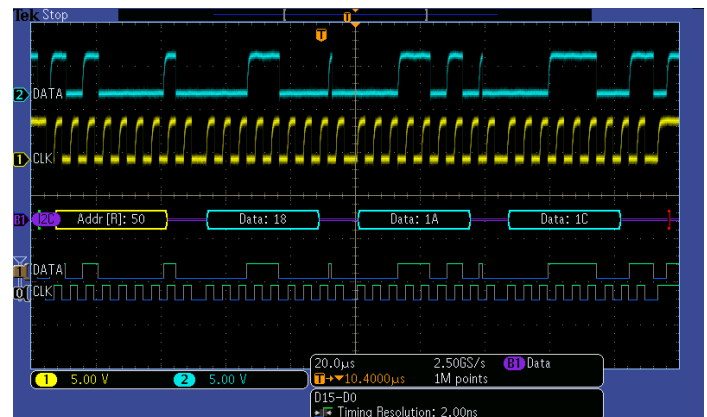 Tek Stop
T
T
2 DATA
1 CLK
B1 I2C Addr [R]: 50 Data: 18 Data: 1A Data: 1C
1 DATA
0 CLK
20.0μs 2.50GS/s B1 Data
1 5.00 V 2 5.00 V T→▼10.4000μs 1M points
D15-D0
Timing Resolution: 2.00ns